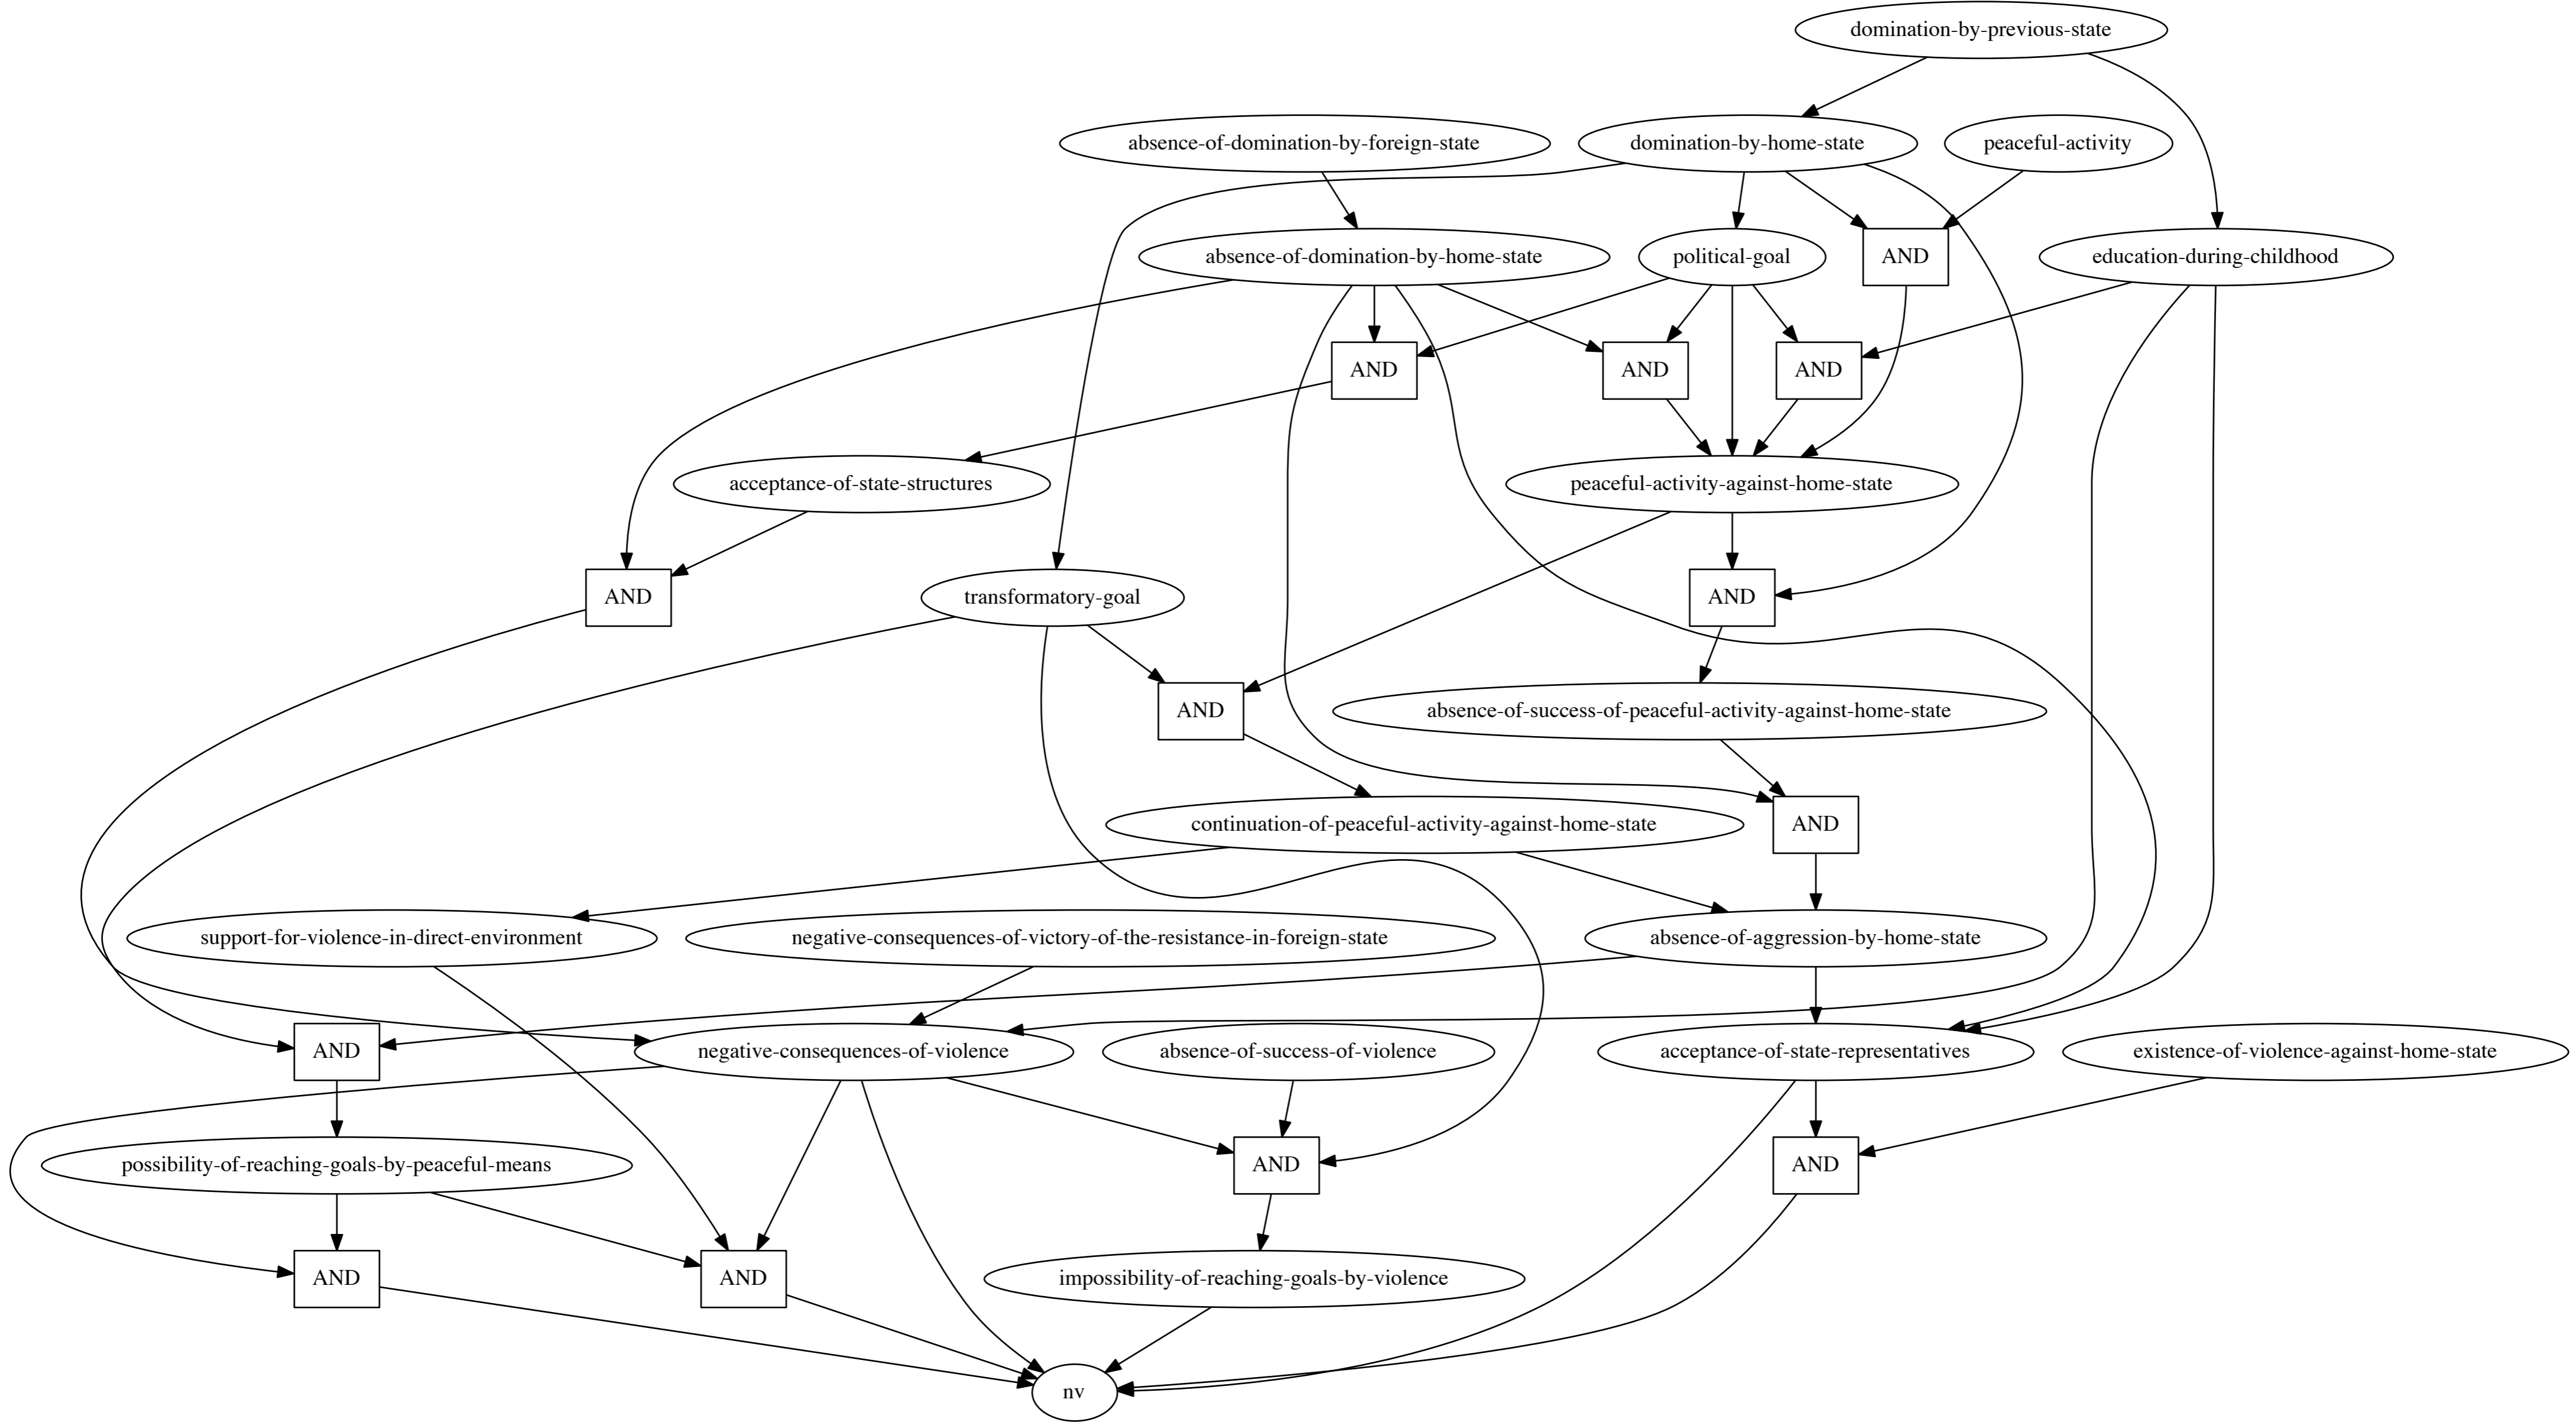 domination-by-previous-state
absence-of-domination-by-foreign-state
domination-by-home-state
peaceful-activity
absence-of-domination-by-home-state
political-goal
AND
education-during-childhood
AND
AND
AND
acceptance-of-state-structures
peaceful-activity-against-home-state
AND
transformatory-goal
AND
AND
absence-of-success-of-peaceful-activity-against-home-state
continuation-of-peaceful-activity-against-home-state
AND
support-for-violence-in-direct-environment
negative-consequences-of-victory-of-the-resistance-in-foreign-state
absence-of-aggression-by-home-state
AND
negative-consequences-of-violence
absence-of-success-of-violence
acceptance-of-state-representatives
existence-of-violence-against-home-state
possibility-of-reaching-goals-by-peaceful-means
AND
AND
AND
AND
impossibility-of-reaching-goals-by-violence
nv